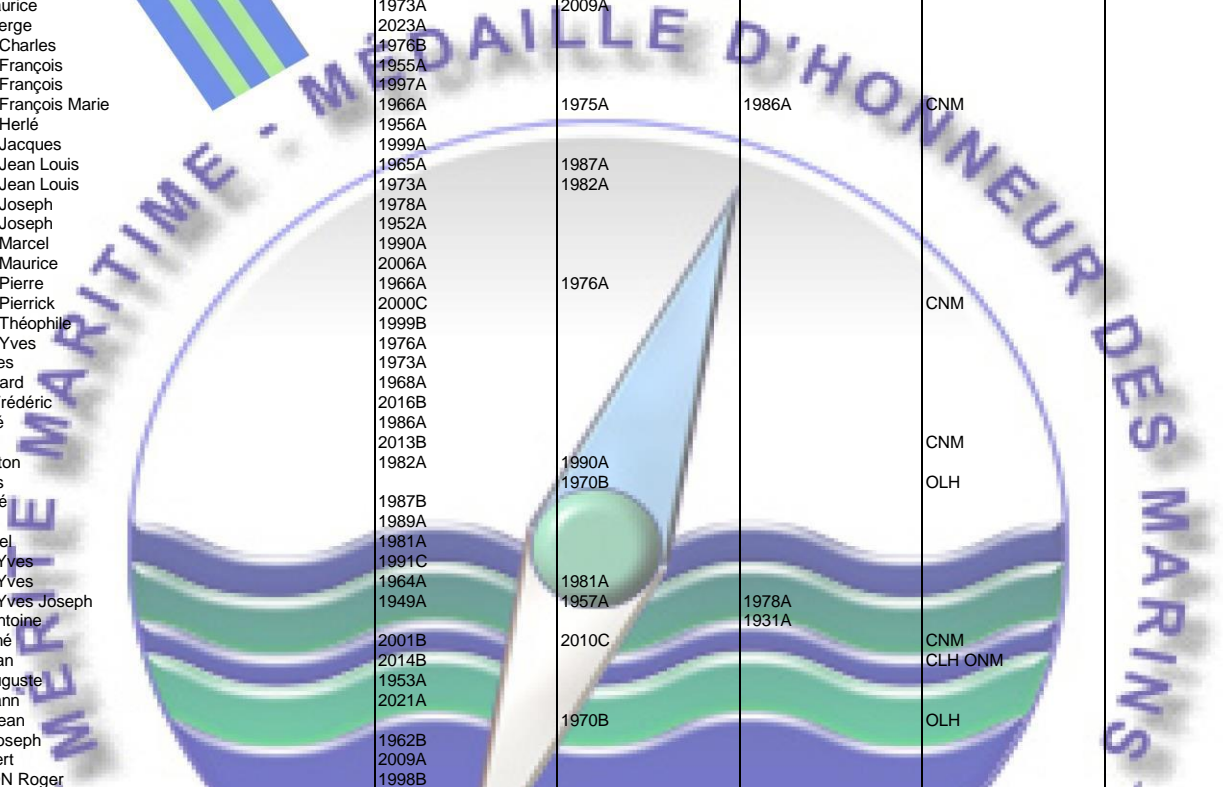 MÉRITE MARITIME - MÉDAILLE D'HONNEUR DES MARINS
1973A 2009A
2023A
Charles 1976B
François 1955A
François 1997A
François Marie 1966A 1975A 1986A CNM
Herlé 1956A
Jacques 1999A
Jean Louis 1965A 1987A
Jean Louis 1973A 1982A
Joseph 1978A
Joseph 1952A
Marcel 1990A
Maurice 2006A
Pierre 1966A 1976A
Pierrick 2000C CNM
Théophile 1999B
Yves 1976A
es 1973A
ard 1968A
rédéric 2016B
é 1986A
2013B CNM
ton 1982A 1990A
s 1970B OLH
é 1987B
1989A
el 1981A
Yves 1991C
Yves 1964A 1981A
Yves Joseph 1949A 1957A 1978A
ntoine 1931A
né 2001B 2010C CNM
an 2014B CLH ONM
uguste 1953A
ann 2021A
ean 1970B OLH
oseph 1962B
ert 2009A
N Roger 1998B